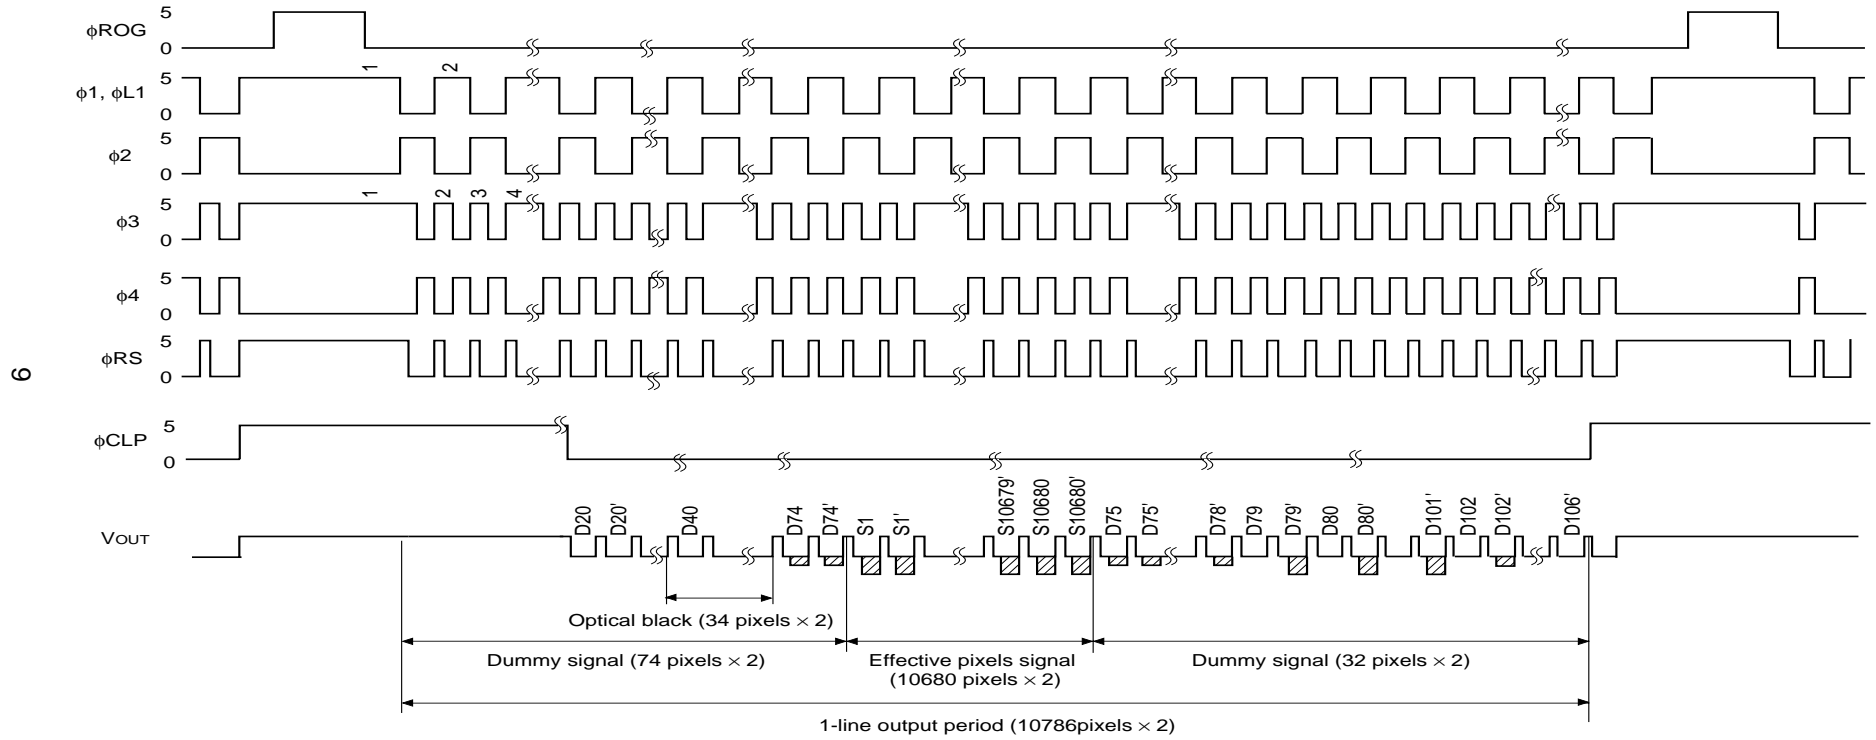 φROG
5
0
1
2
φ1, φL1
5
0
φ2
5
0
1
2
3
4
φ3
5
0
φ4
5
0
φRS
5
0
6
φCLP
5
0
VOUT
D20
D20'
D40
D74
D74'
S1
S1'
S10679'
S10680
S10680'
D75
D75'
D78'
D79
D79'
D80
D80'
D101'
D102
D102'
D106'
Optical black (34 pixels × 2)
Dummy signal (74 pixels × 2)
Effective pixels signal
(10680 pixels × 2)
Dummy signal (32 pixels × 2)
1-line output period (10786pixels × 2)